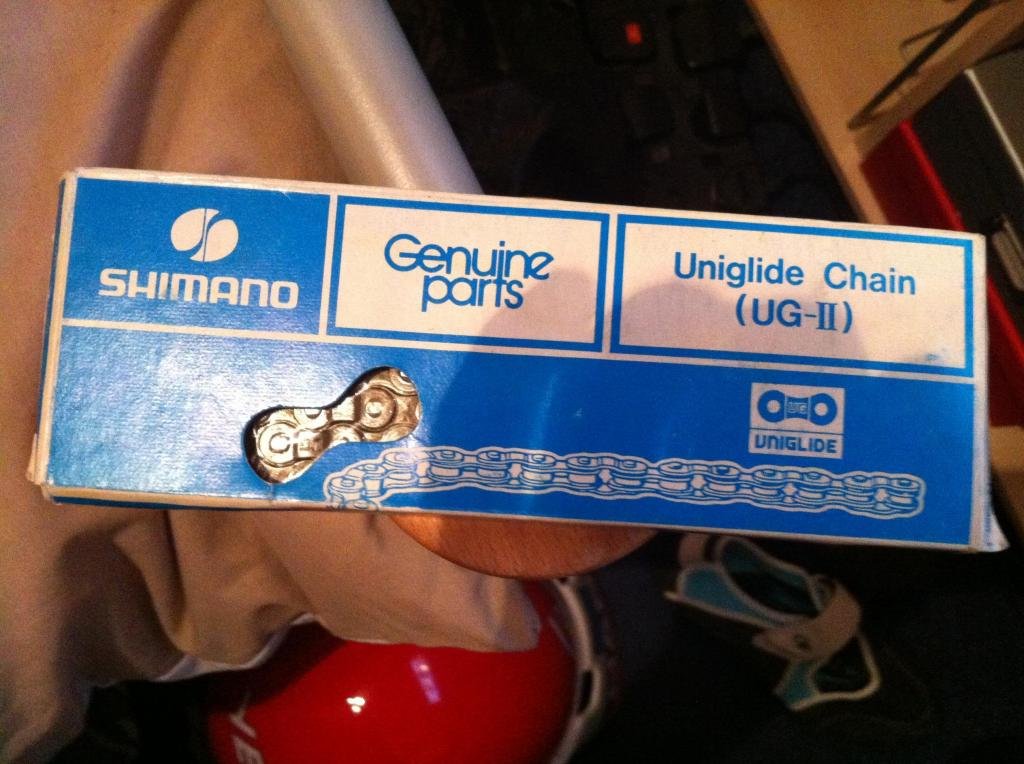 SHIMANO
Genuine
parts
Uniglide Chain
(UG-II)
UG
UNIGLIDE